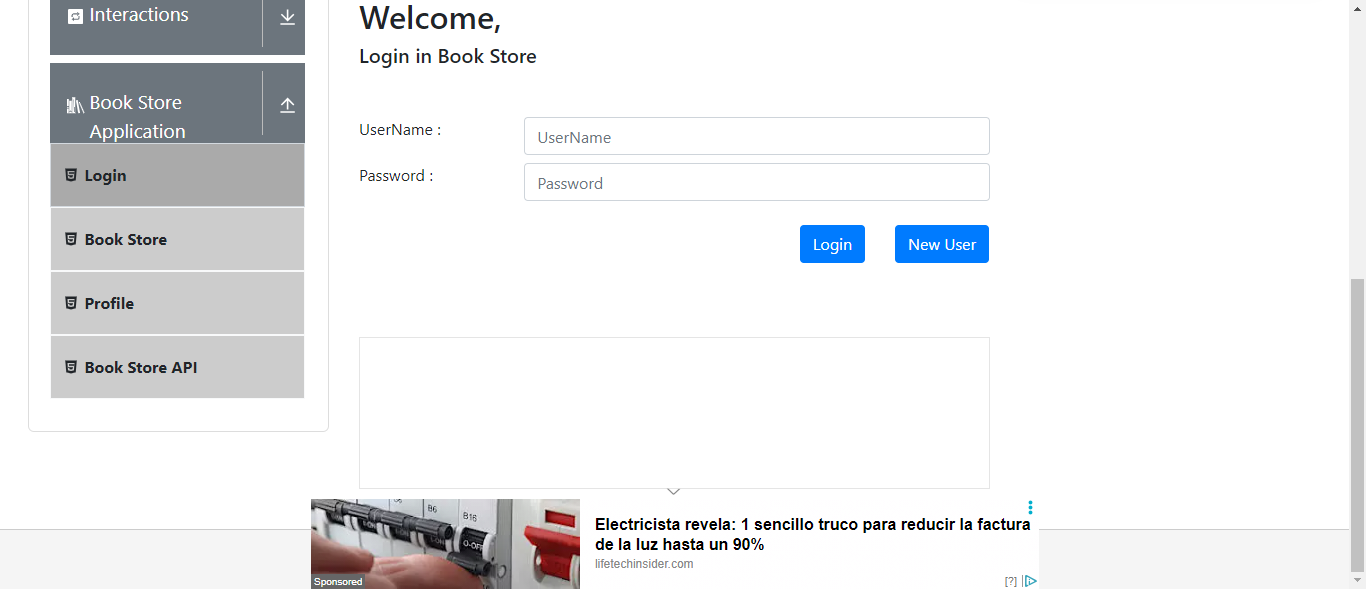 Interactions
Book Store
Application
Login
Book Store
Profile
Book Store API
Welcome,
Login in Book Store
UserName :
UserName
Password :
Password
Login
New User
B6
B16
O-OFF
Electricista revela: 1 sencillo truco para reducir la factura
de la luz hasta un 90%
lifetechinsider.com
Sponsored
[?]